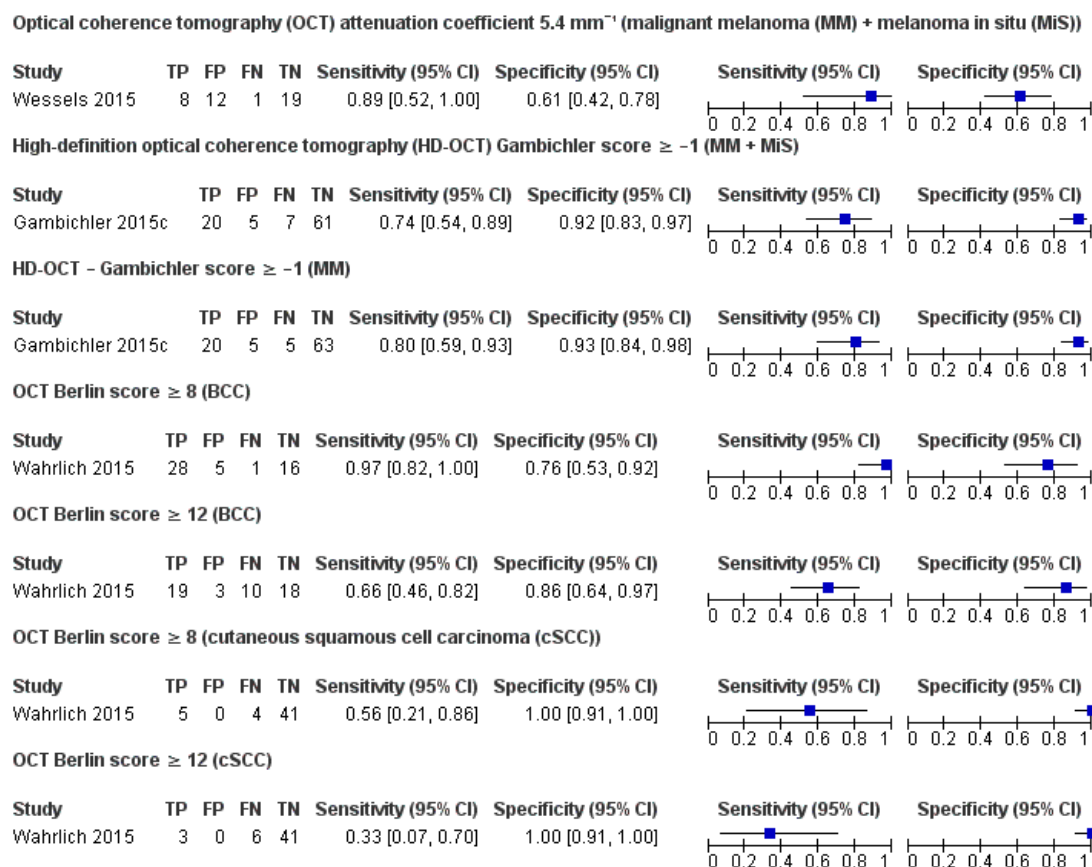 Optical coherence tomography (OCT) attenuation coefficient 5.4 mm⁻¹ (malignant melanoma (MM) + melanoma in situ (MiS))
Study TP FP FN TN Sensitivity (95% CI) Specificity (95% CI) Sensitivity (95% CI) Specificity (95% CI)
Wessels 2015 8 12 1 19 0.89 [0.52, 1.00] 0.61 [0.42, 0.78]
0 0.2 0.4 0.6 0.8 1 0 0.2 0.4 0.6 0.8 1
High-definition optical coherence tomography (HD-OCT) Gambichler score ≥ −1 (MM + MiS)
Study TP FP FN TN Sensitivity (95% CI) Specificity (95% CI) Sensitivity (95% CI) Specificity (95% CI)
Gambichler 2015c 20 5 7 61 0.74 [0.54, 0.89] 0.92 [0.83, 0.97]
0 0.2 0.4 0.6 0.8 1 0 0.2 0.4 0.6 0.8 1
HD-OCT – Gambichler score ≥ −1 (MM)
Study TP FP FN TN Sensitivity (95% CI) Specificity (95% CI) Sensitivity (95% CI) Specificity (95% CI)
Gambichler 2015c 20 5 5 63 0.80 [0.59, 0.93] 0.93 [0.84, 0.98]
0 0.2 0.4 0.6 0.8 1 0 0.2 0.4 0.6 0.8 1
OCT Berlin score ≥ 8 (BCC)
Study TP FP FN TN Sensitivity (95% CI) Specificity (95% CI) Sensitivity (95% CI) Specificity (95% CI)
Wahrlich 2015 28 5 1 16 0.97 [0.82, 1.00] 0.76 [0.53, 0.92]
0 0.2 0.4 0.6 0.8 1 0 0.2 0.4 0.6 0.8 1
OCT Berlin score ≥ 12 (BCC)
Study TP FP FN TN Sensitivity (95% CI) Specificity (95% CI) Sensitivity (95% CI) Specificity (95% CI)
Wahrlich 2015 19 3 10 18 0.66 [0.46, 0.82] 0.86 [0.64, 0.97]
0 0.2 0.4 0.6 0.8 1 0 0.2 0.4 0.6 0.8 1
OCT Berlin score ≥ 8 (cutaneous squamous cell carcinoma (cSCC))
Study TP FP FN TN Sensitivity (95% CI) Specificity (95% CI) Sensitivity (95% CI) Specificity (95% CI)
Wahrlich 2015 5 0 4 41 0.56 [0.21, 0.86] 1.00 [0.91, 1.00]
0 0.2 0.4 0.6 0.8 1 0 0.2 0.4 0.6 0.8 1
OCT Berlin score ≥ 12 (cSCC)
Study TP FP FN TN Sensitivity (95% CI) Specificity (95% CI) Sensitivity (95% CI) Specificity (95% CI)
Wahrlich 2015 3 0 6 41 0.33 [0.07, 0.70] 1.00 [0.91, 1.00]
0 0.2 0.4 0.6 0.8 1 0 0.2 0.4 0.6 0.8 1